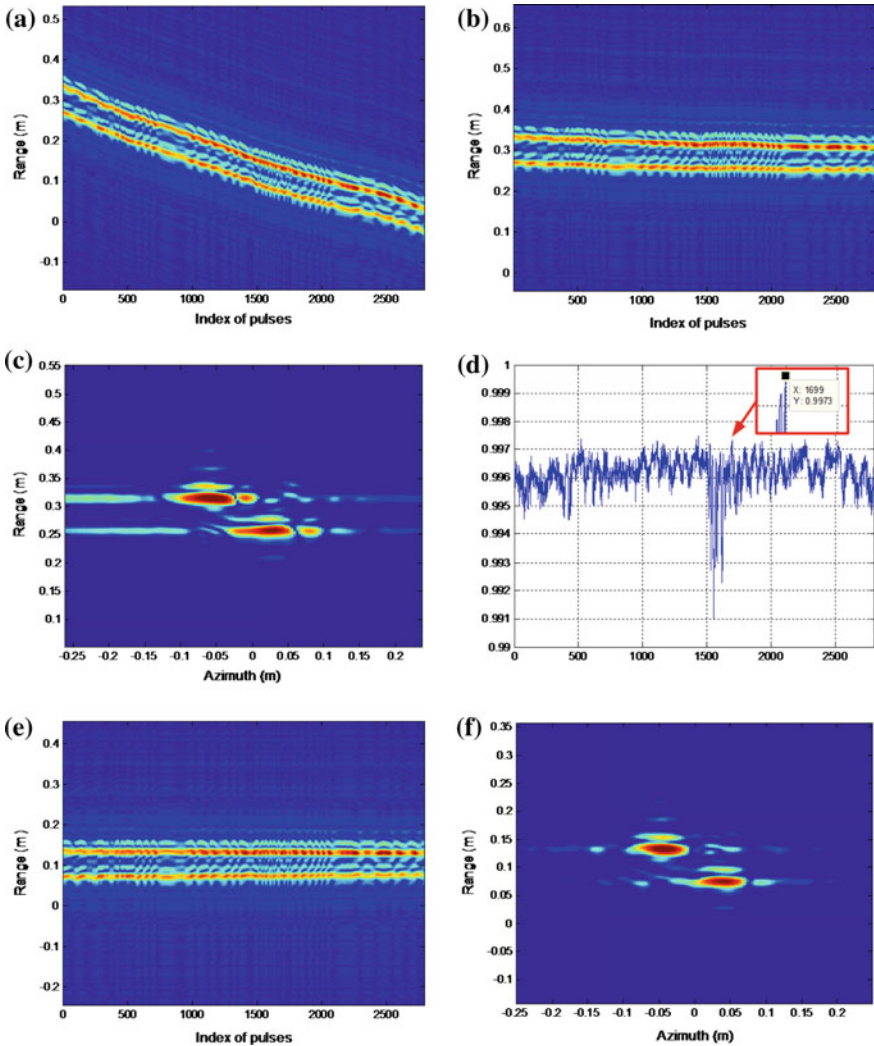 (a)
0.5
0.4
0.3
0.2
0.1
0
-0.1
Range (m)
0 500 1000 1500 2000 2500
Index of pulses
(b)
0.6
0.5
0.4
0.3
0.2
0.1
0
Range (m)
500 1000 1500 2000 2500
Index of pulses
(c)
0.55
0.5
0.45
0.4
0.35
0.3
0.25
0.2
0.15
0.1
Range (m)
-0.25 -0.2 -0.15 -0.1 -0.05 0 0.05 0.1 0.15 0.2
Azimuth (m)
(d)
1
0.999
0.998
0.997
0.996
0.995
0.994
0.993
0.992
0.991
0.99
X: 1699
Y: 0.9973
0 500 1000 1500 2000 2500
(e)
0.4
0.3
0.2
0.1
0
-0.1
-0.2
Range (m)
0 500 1000 1500 2000 2500
Index of pulses
(f)
0.35
0.3
0.25
0.2
0.15
0.1
0.05
0
-0.05
-0.1
Range (m)
-0.25 -0.2 -0.15 -0.1 -0.05 0 0.05 0.1 0.15 0.2 0.25
Azimuth (m)